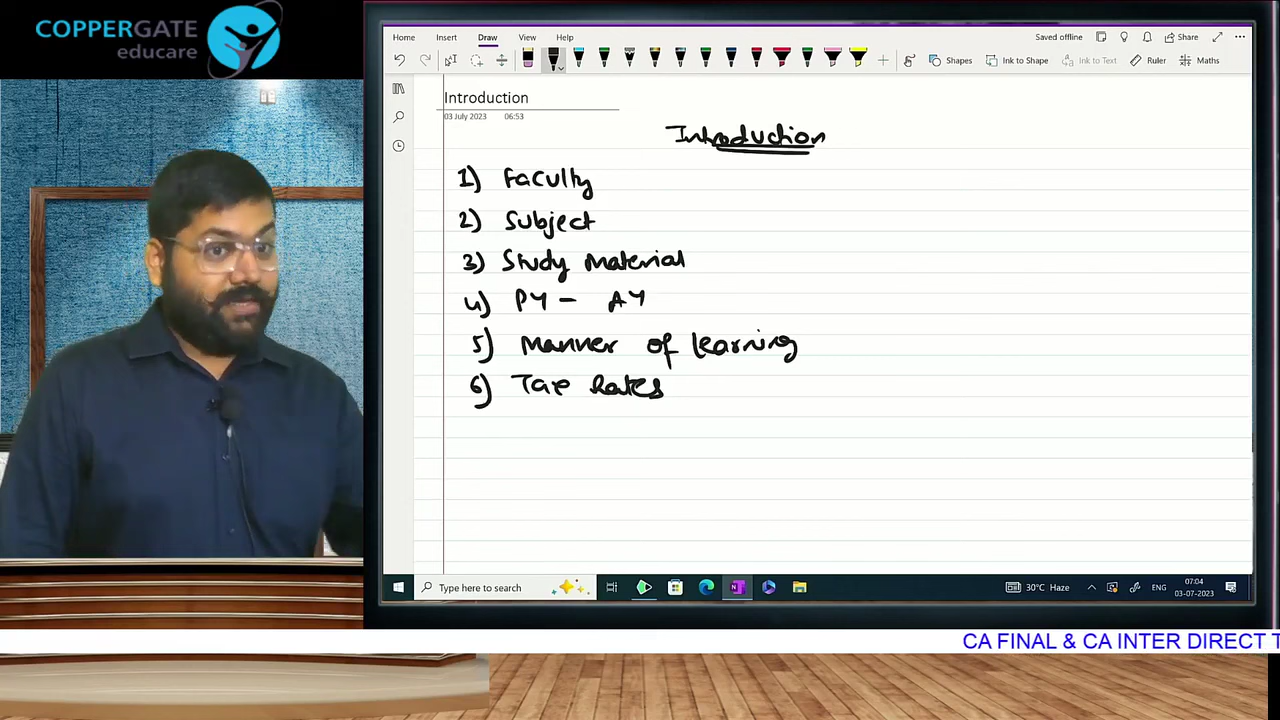 COPPERGATE
educare
Home Insert Draw View Help
Saved offline
Share
Shapes
Ink to Shape
Ink to Text
Ruler
Maths
Introduction
03 July 2023 06:53
Introduction
1) Faculty
2) Subject
3) Study Material
4) PY - AY
5) Manner of learning
6) Tax Rates
Type here to search
30°C Haze
ENG
07:04
03-07-2023
CA FINAL & CA INTER DIRECT T